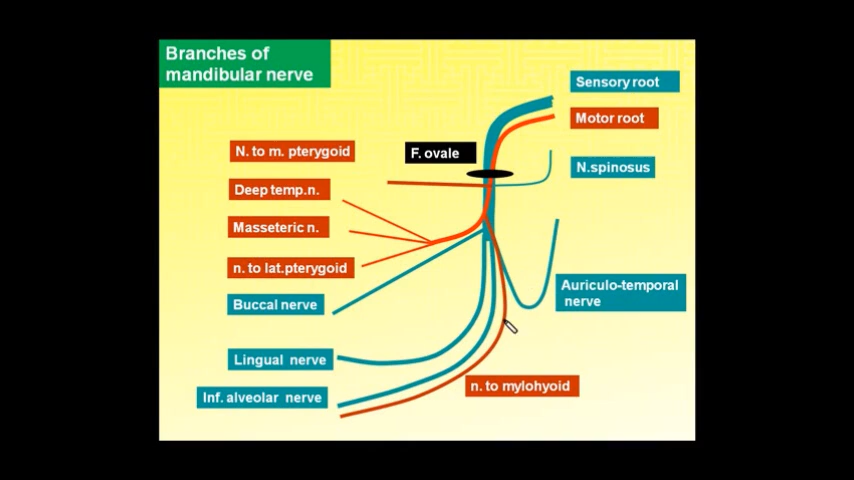 Branches of
mandibular nerve
Sensory root
Motor root
N. to m. pterygoid
F. ovale
N.spinosus
Deep temp.n.
Masseteric n.
n. to lat.pterygoid
Buccal nerve
Auriculo-temporal
nerve
Lingual nerve
n. to mylohyoid
Inf. alveolar nerve